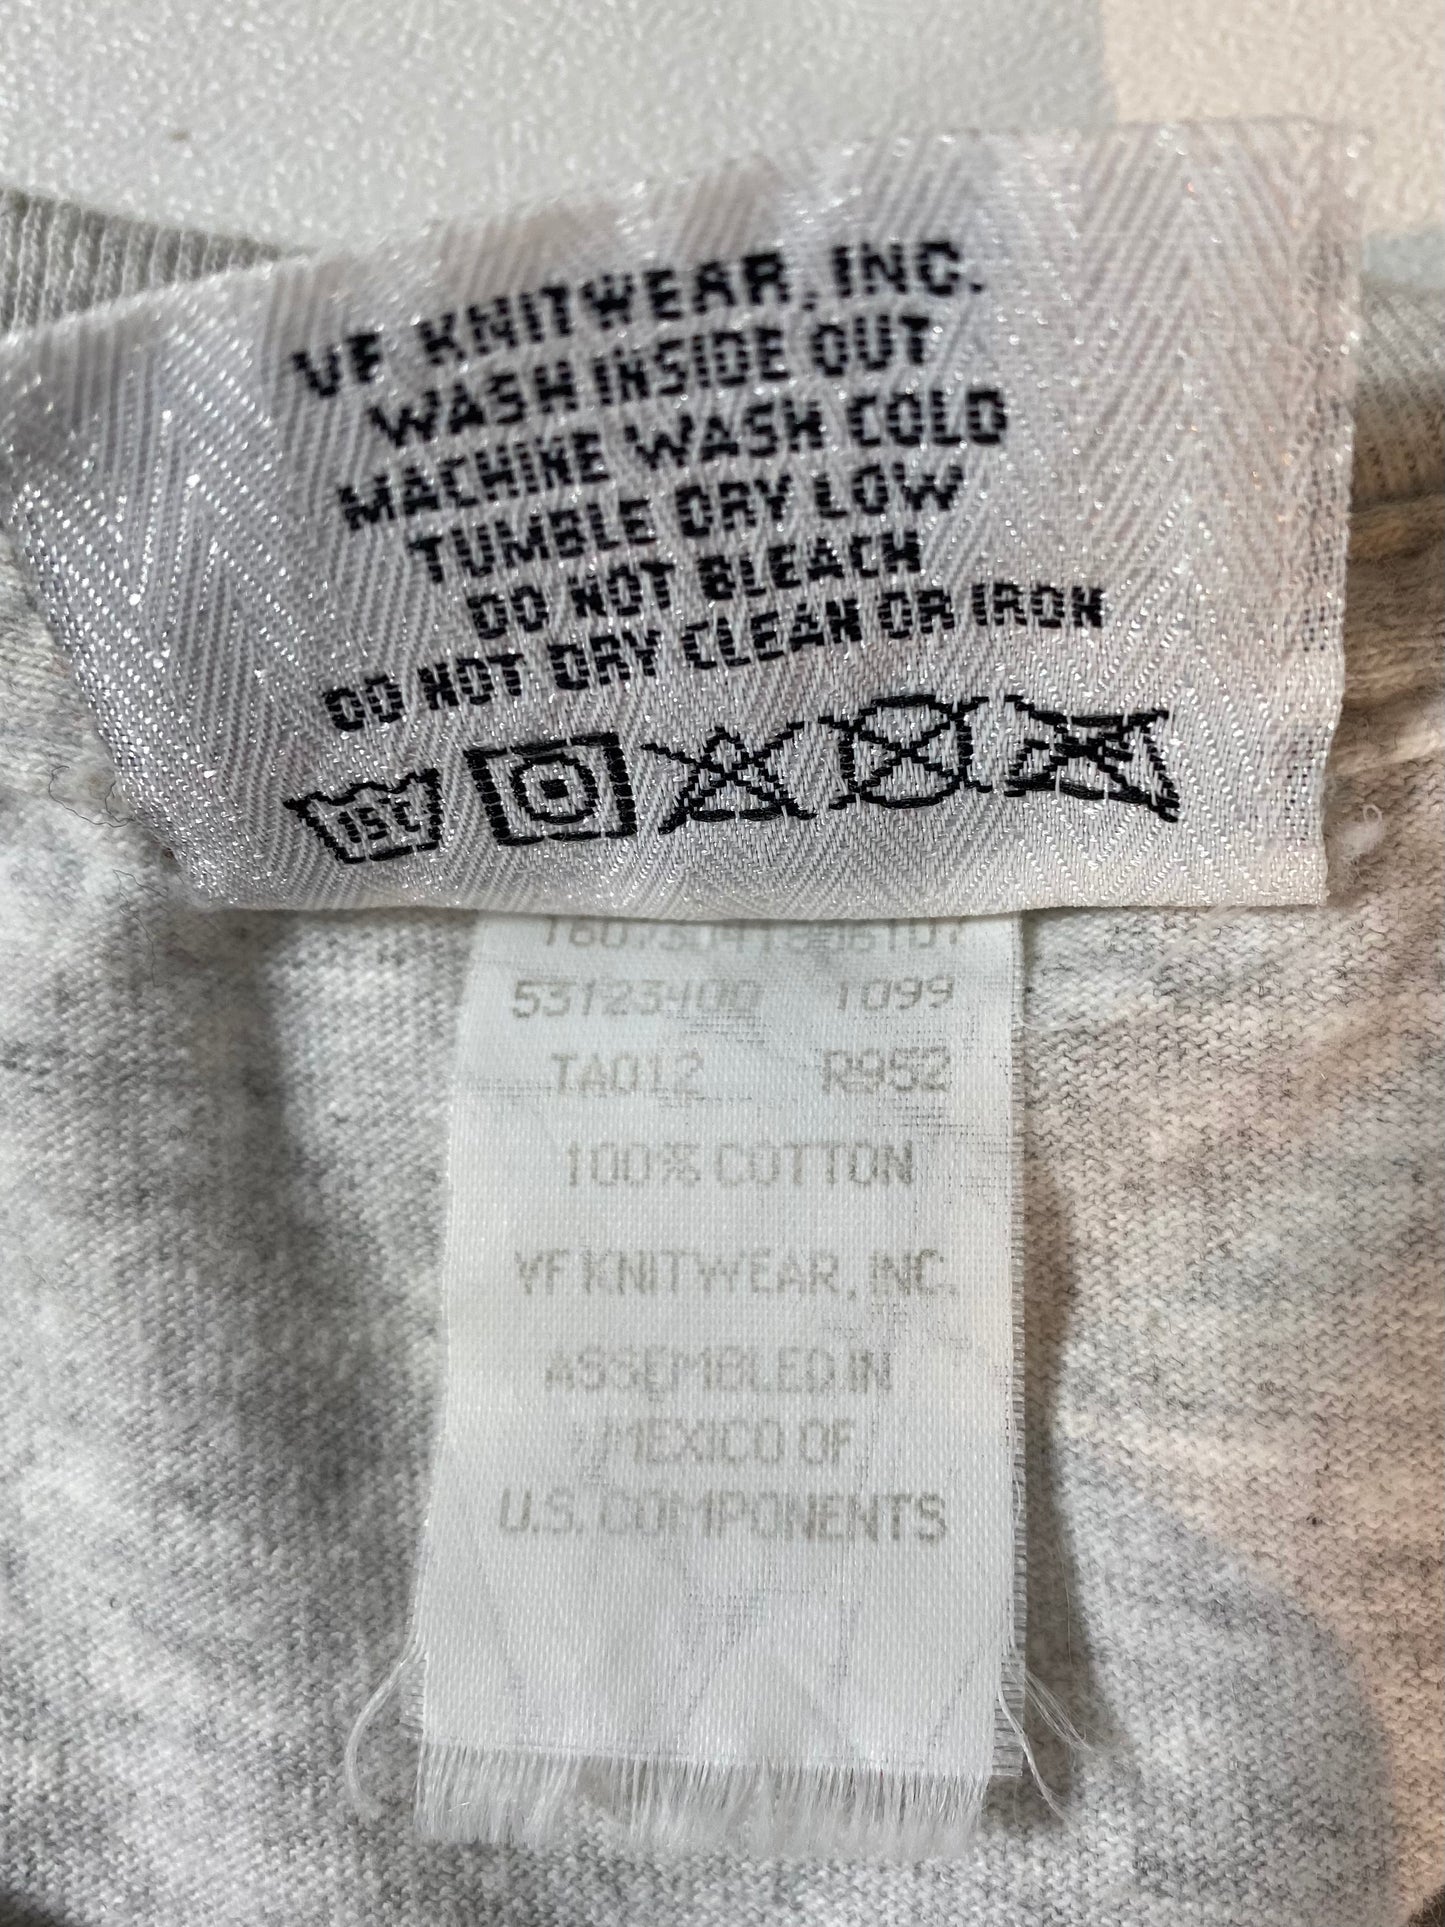 VF KNITWEAR, INC.
WASH INSIDE OUT
MACHINE WASH COLD
TUMBLE DRY LOW
DO NOT BLEACH
DO NOT DRY CLEAN OR IRON
15C
53123400 1099
TA012 R952
100% COTTON
VF KNITWEAR, INC.
ASSEMBLED IN
MEXICO OF
U.S. COMPONENTS